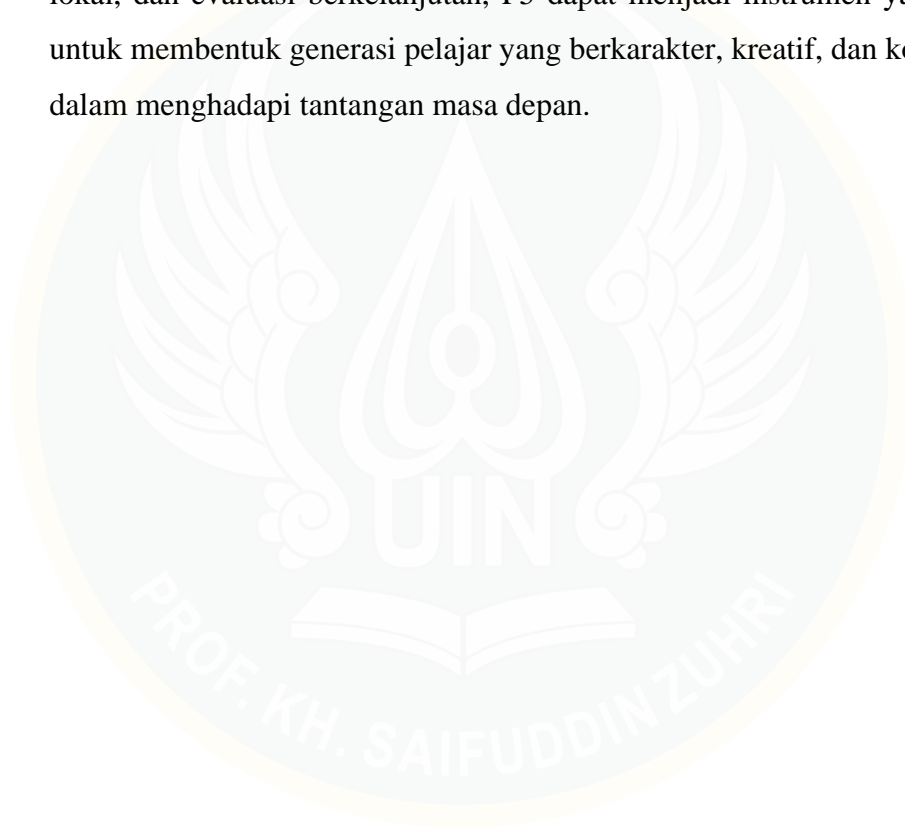 lokal, dan evaluasi berkelanjutan, P5 dapat menjadi instrumen
untuk membentuk generasi pelajar yang berkarakter, kreatif, dan
dalam menghadapi tantangan masa depan.
UIN
PROF. KH. SAIFUDDIN ZUHRI